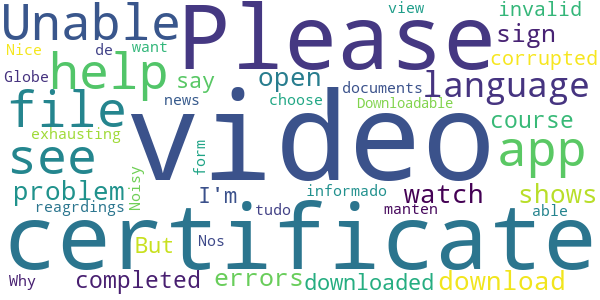 Unable Please view invalid
Nice de want help say open sign corrupted
Globe documents language
file news choose Downloadable
exhausting video course
see form app
problem Noisy I'm informado watch shows
reagrdings tudo manten able
certificate
But Nos
Why completed errors downloaded download